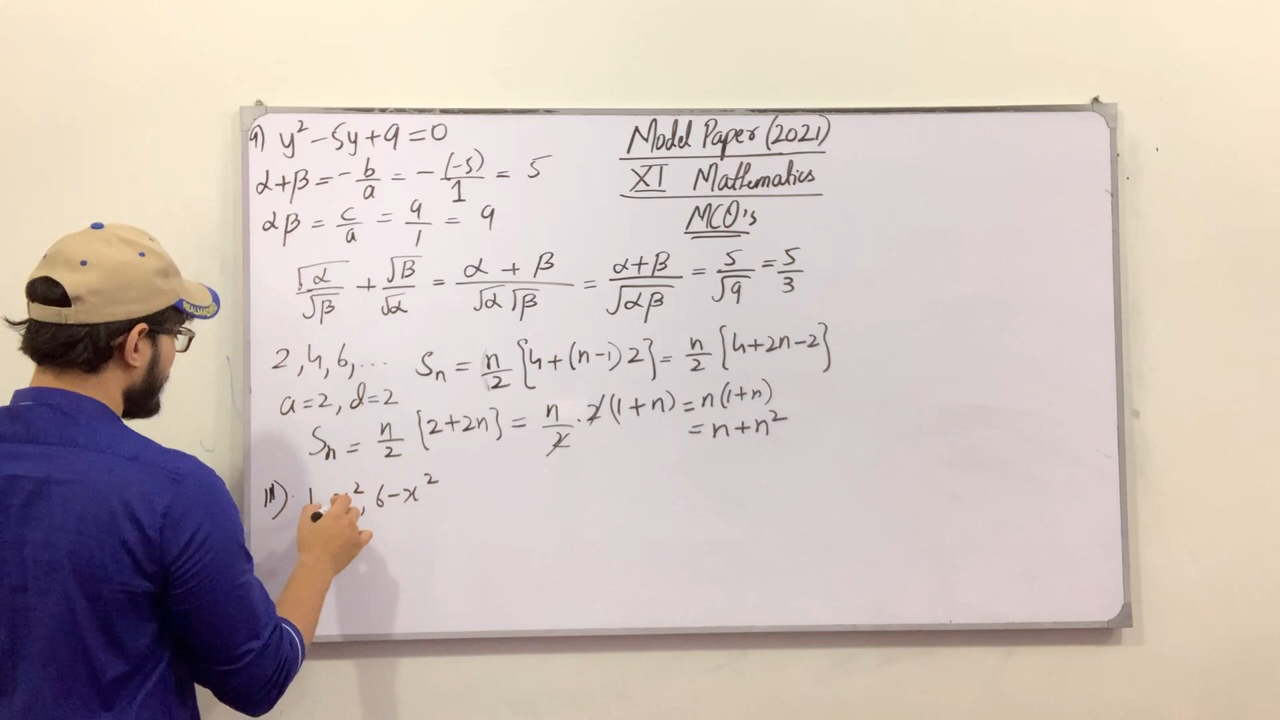 9) y² - 5y + 9 = 0
α+β = -b/a = -(-5)/1 = 5
αβ = c/a = 9/1 = 9
√α/√β + √β/√α = α + β/√α √β = α+β/√αβ = 5/√9 = 5/3
2, 4, 6, ... Sn = n/2 {4+(n-1)2} = n/2 {4+2n-2}
a=2, d=2
Sn = n/2 {2+2n} = n/2 . 2(1+n) = n(1+n)
= n+n²
, 6-x²
Model Paper (2021)
XI Mathematics
MCQ's
REALMADRID